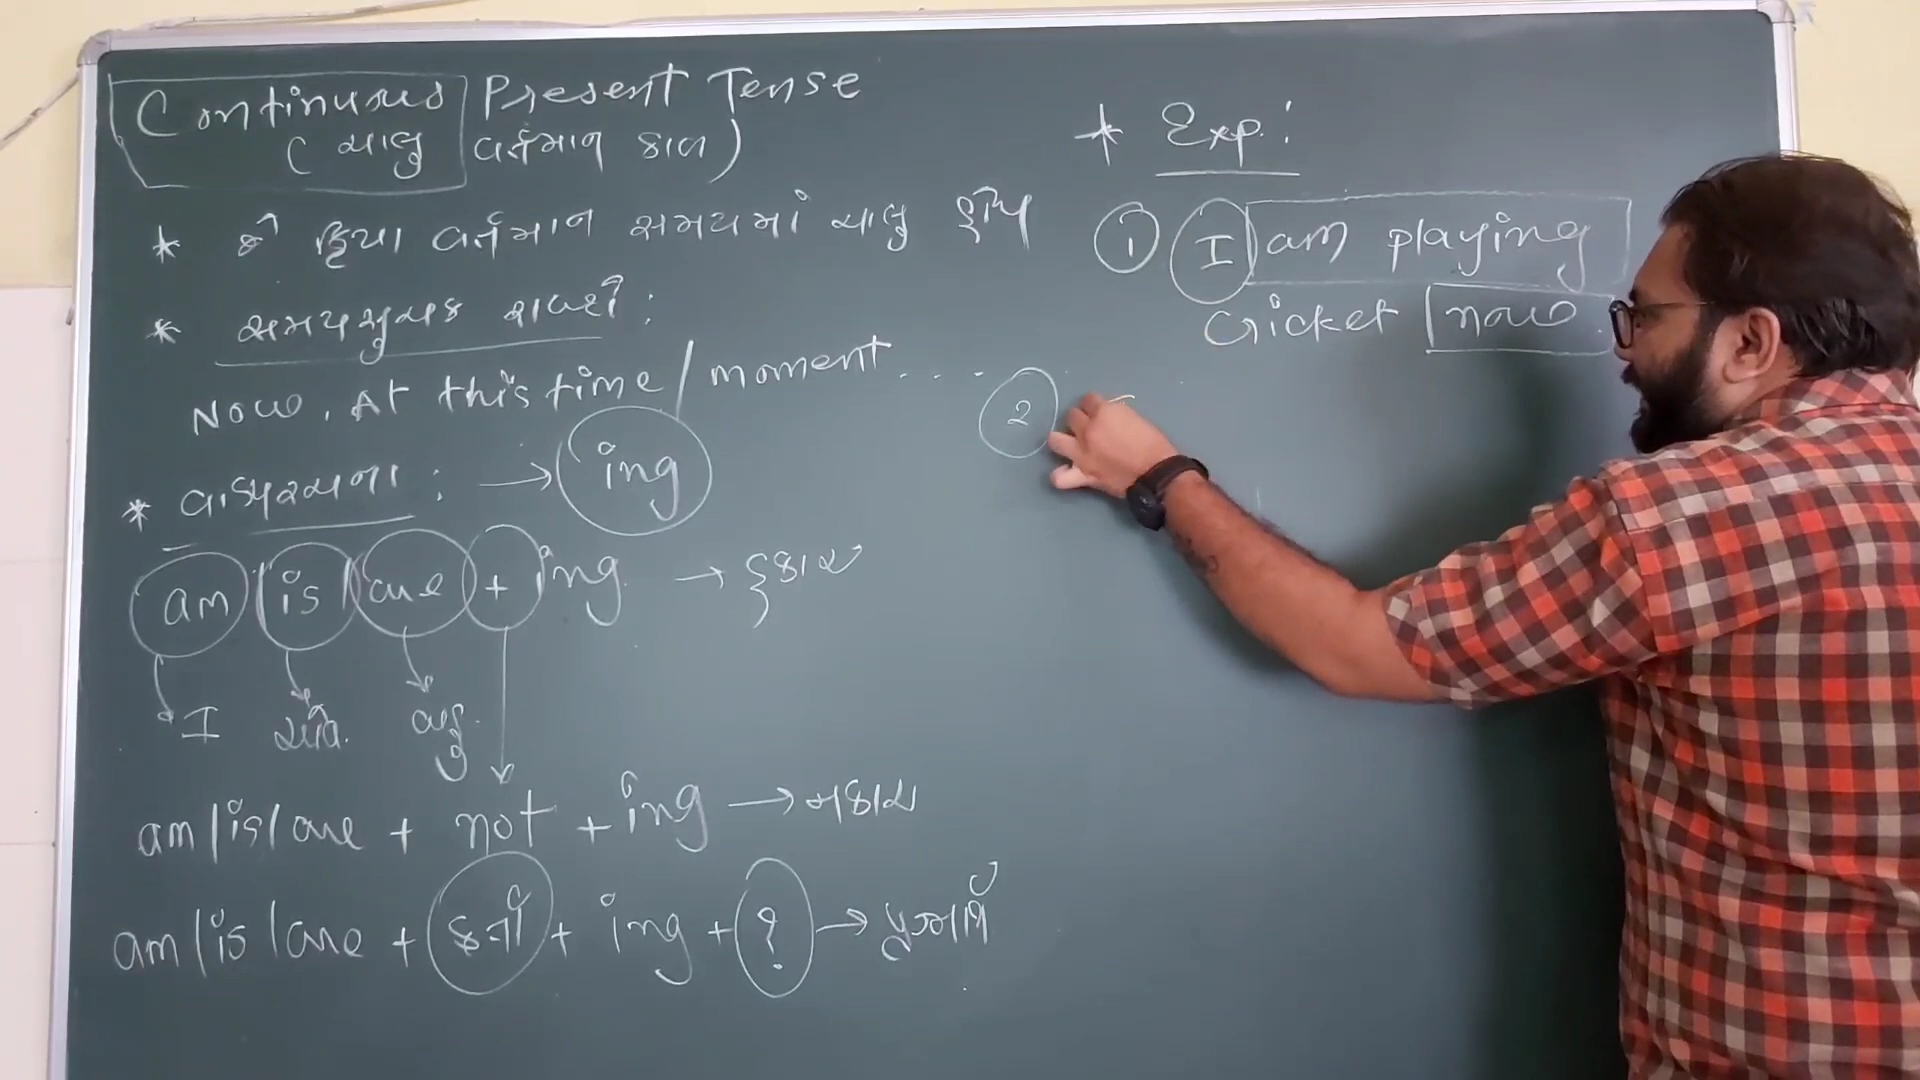 Continuous Present Tense
(ચાલુ વર્તમાન કાળ)
* જે ક્રિયા વર્તમાન સમયમાં ચાલુ હોય
* સમયસુચક શબ્દો :
Now, At this time / moment....
* વાક્યરચના : → ing
am / is / are + ing → હકાર
I એવ. બહુ.
am / is / are + not + ing → નકાર
am / is / are + કર્તા + ing + ? → પ્રશ્નાર્થ
* Exp. :
① I am playing
cricket now.
②